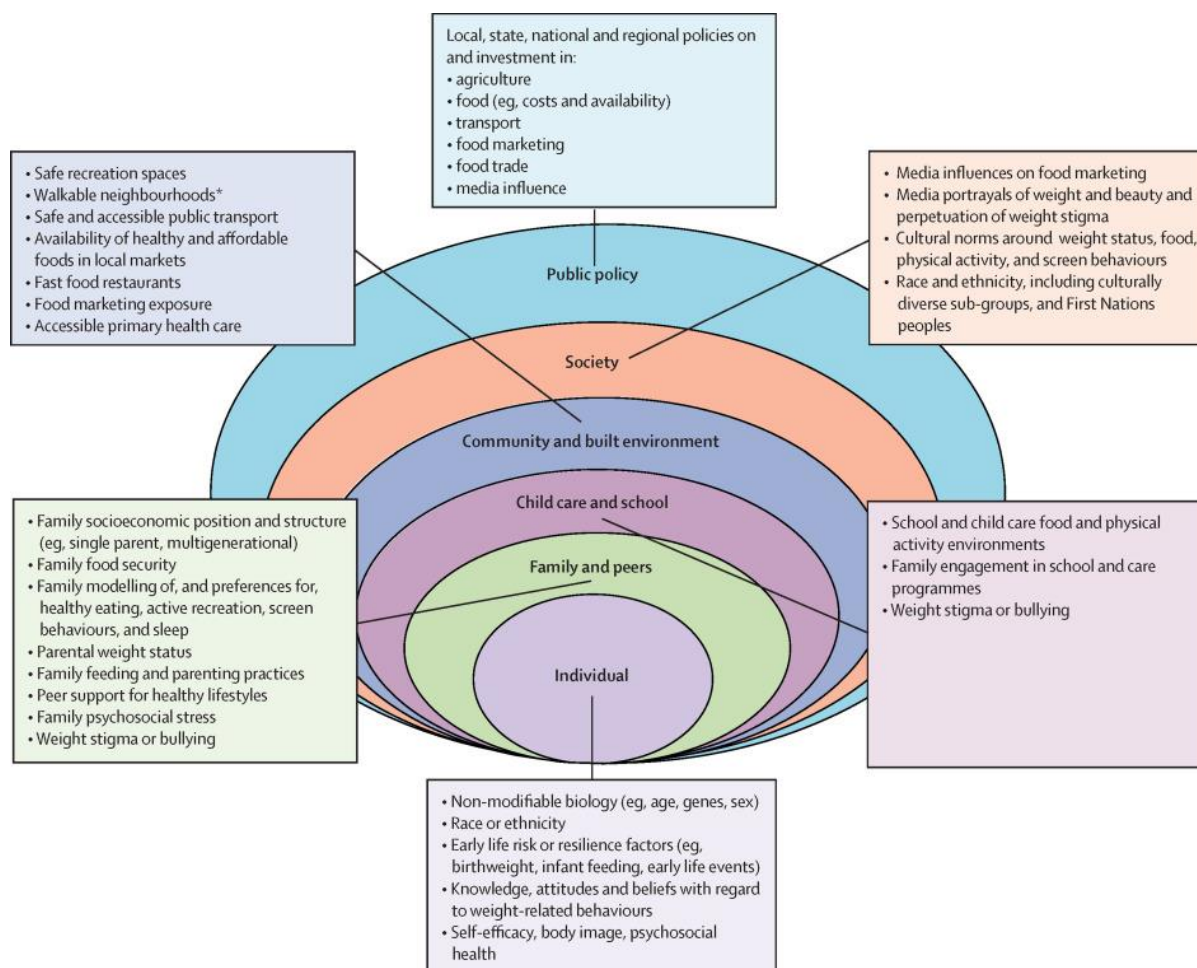 Local, state, national and regional policies on
and investment in:
• agriculture
• food (eg, costs and availability)
• transport
• food marketing
• food trade
• media influence
• Safe recreation spaces
• Walkable neighbourhoods*
• Safe and accessible public transport
• Availability of healthy and affordable
foods in local markets
• Fast food restaurants
• Food marketing exposure
• Accessible primary health care
• Media influences on food marketing
• Media portrayals of weight and beauty and
perpetuation of weight stigma
• Cultural norms around weight status, food,
physical activity, and screen behaviours
• Race and ethnicity, including culturally
diverse sub-groups, and First Nations
peoples
Public policy
Society
Community and built environment
Child care and school
Family and peers
Individual
• Family socioeconomic position and structure
(eg, single parent, multigenerational)
• Family food security
• Family modelling of, and preferences for,
healthy eating, active recreation, screen
behaviours, and sleep
• Parental weight status
• Family feeding and parenting practices
• Peer support for healthy lifestyles
• Family psychosocial stress
• Weight stigma or bullying
• School and child care food and physical
activity environments
• Family engagement in school and care
programmes
• Weight stigma or bullying
• Non-modifiable biology (eg, age, genes, sex)
• Race or ethnicity
• Early life risk or resilience factors (eg,
birthweight, infant feeding, early life events)
• Knowledge, attitudes and beliefs with regard
to weight-related behaviours
• Self-efficacy, body image, psychosocial
health